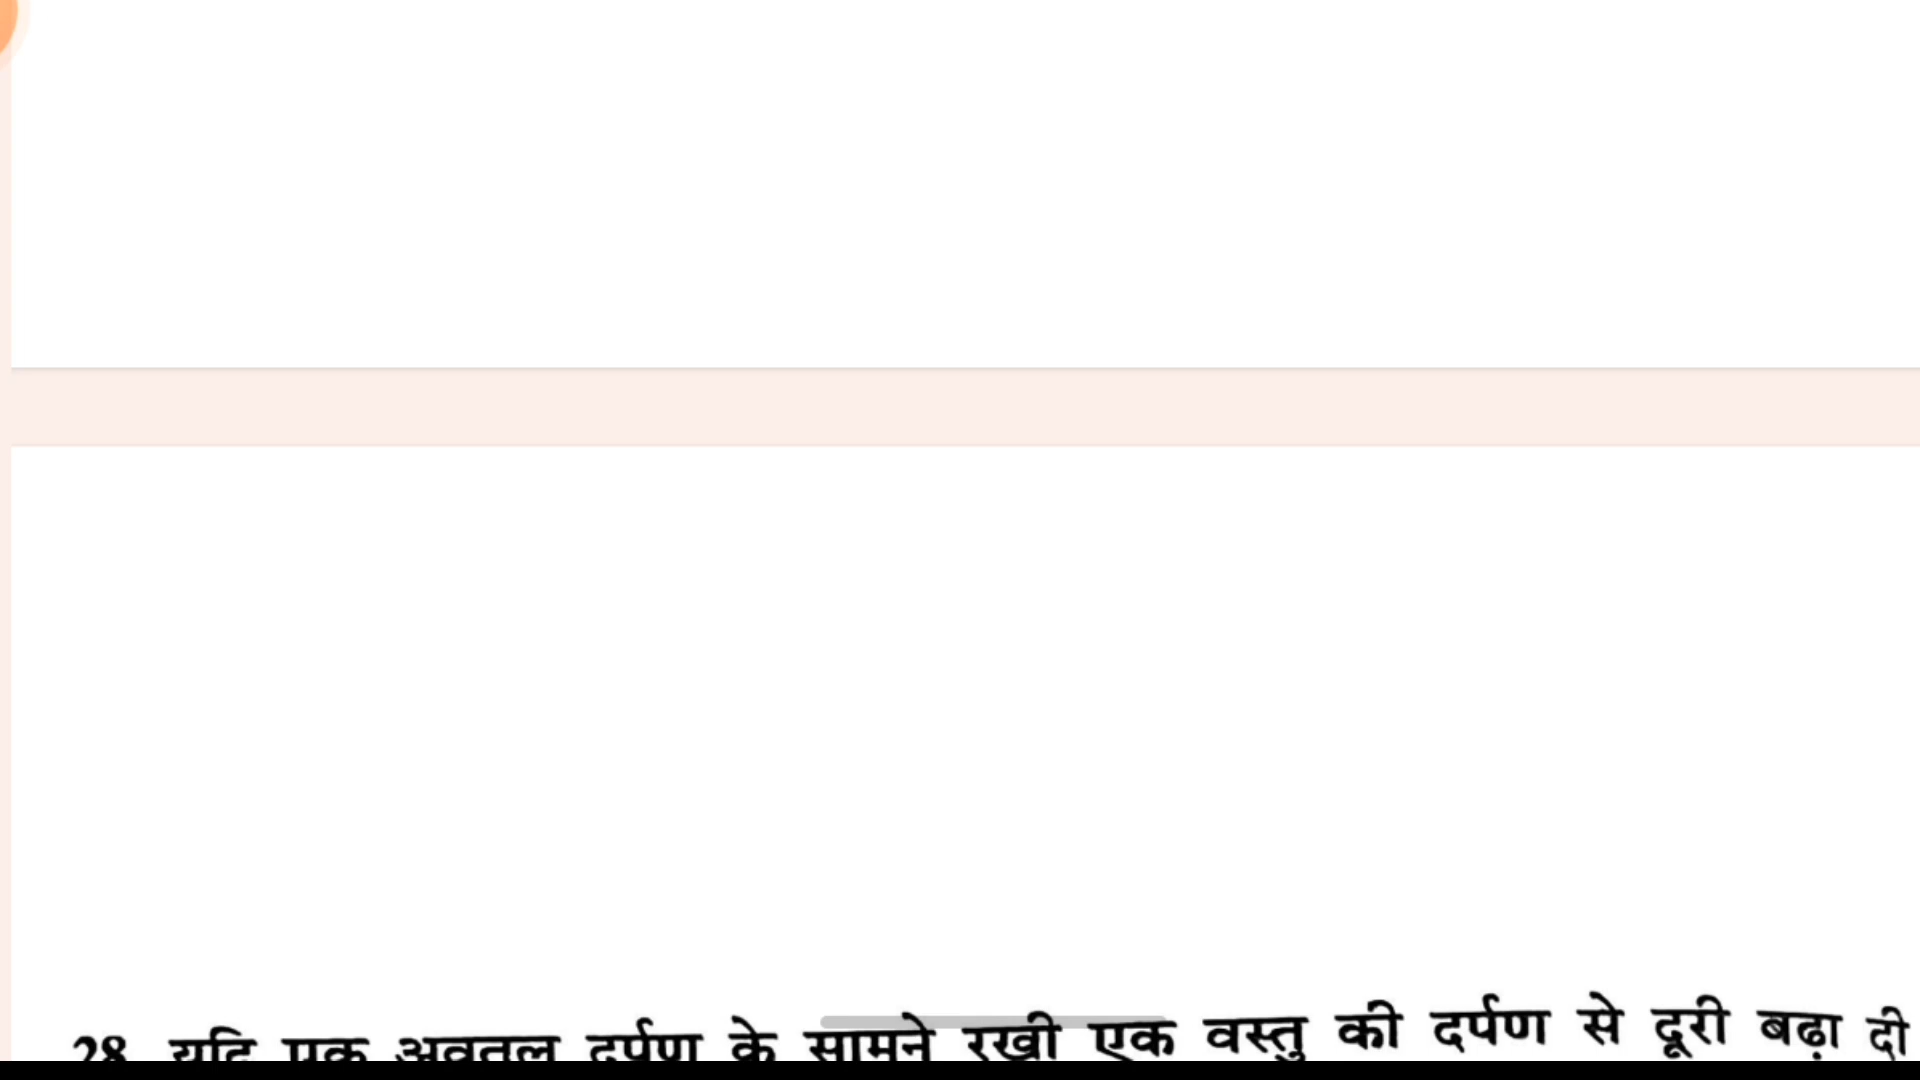 28. यदि एक अवतल दर्पण के सामने रखी एक वस्तु की दर्पण से दूरी बढ़ा दी